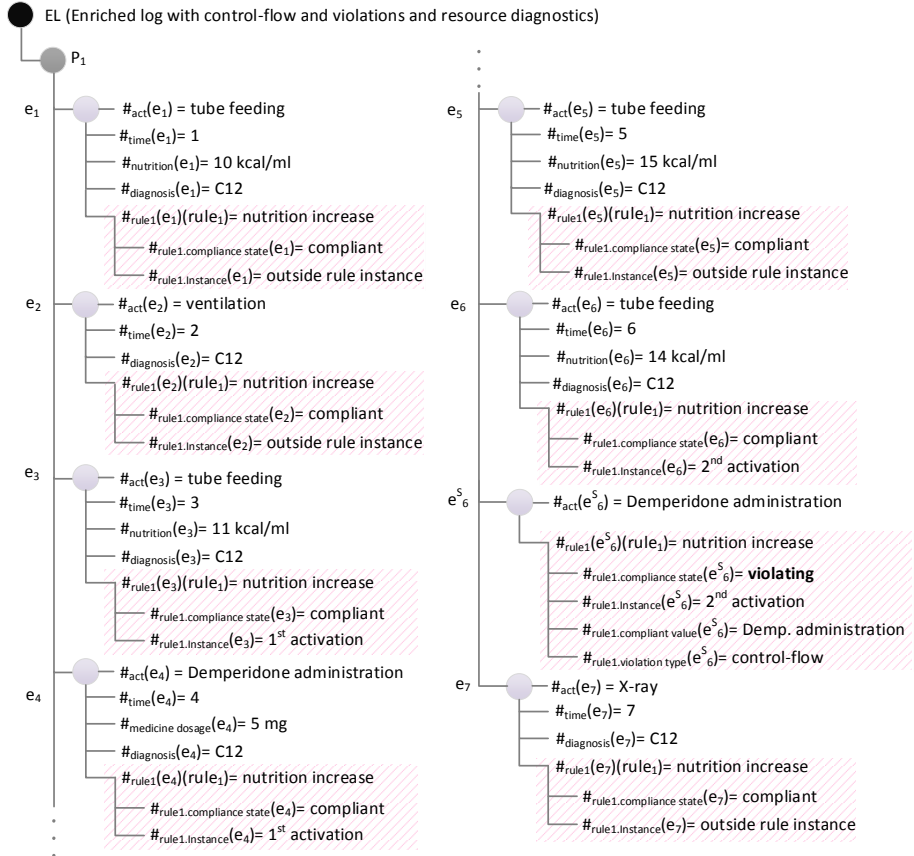 EL (Enriched log with control-flow and violations and resource diagnostics)
P1
e1
#act(e1) = tube feeding
#time(e1)= 1
#nutrition(e1)= 10 kcal/ml
#diagnosis(e1)= C12
#rule1(e1)(rule1)= nutrition increase
#rule1.compliance state(e1)= compliant
#rule1.Instance(e1)= outside rule instance
e2
#act(e2) = ventilation
#time(e2)= 2
#diagnosis(e2)= C12
#rule1(e2)(rule1)= nutrition increase
#rule1.compliance state(e2)= compliant
#rule1.Instance(e2)= outside rule instance
e3
#act(e3) = tube feeding
#time(e3)= 3
#nutrition(e3)= 11 kcal/ml
#diagnosis(e3)= C12
#rule1(e3)(rule1)= nutrition increase
#rule1.compliance state(e3)= compliant
#rule1.Instance(e3)= 1st activation
e4
#act(e4) = Demperidone administration
#time(e4)= 4
#medicine dosage(e4)= 5 mg
#diagnosis(e4)= C12
#rule1(e4)(rule1)= nutrition increase
#rule1.compliance state(e4)= compliant
#rule1.Instance(e4)= 1st activation
e5
#act(e5) = tube feeding
#time(e5)= 5
#nutrition(e5)= 15 kcal/ml
#diagnosis(e5)= C12
#rule1(e5)(rule1)= nutrition increase
#rule1.compliance state(e5)= compliant
#rule1.Instance(e5)= outside rule instance
e6
#act(e6) = tube feeding
#time(e6)= 6
#nutrition(e6)= 14 kcal/ml
#diagnosis(e6)= C12
#rule1(e6)(rule1)= nutrition increase
#rule1.compliance state(e6)= compliant
#rule1.Instance(e6)= 2nd activation
eS6
#act(eS6) = Demperidone administration
#rule1(eS6)(rule1)= nutrition increase
#rule1.compliance state(eS6)= violating
#rule1.Instance(eS6)= 2nd activation
#rule1.compliant value(eS6)= Demp. administration
#rule1.violation type(eS6)= control-flow
e7
#act(e7) = X-ray
#time(e7)= 7
#diagnosis(e7)= C12
#rule1(e7)(rule1)= nutrition increase
#rule1.compliance state(e7)= compliant
#rule1.Instance(e7)= outside rule instance